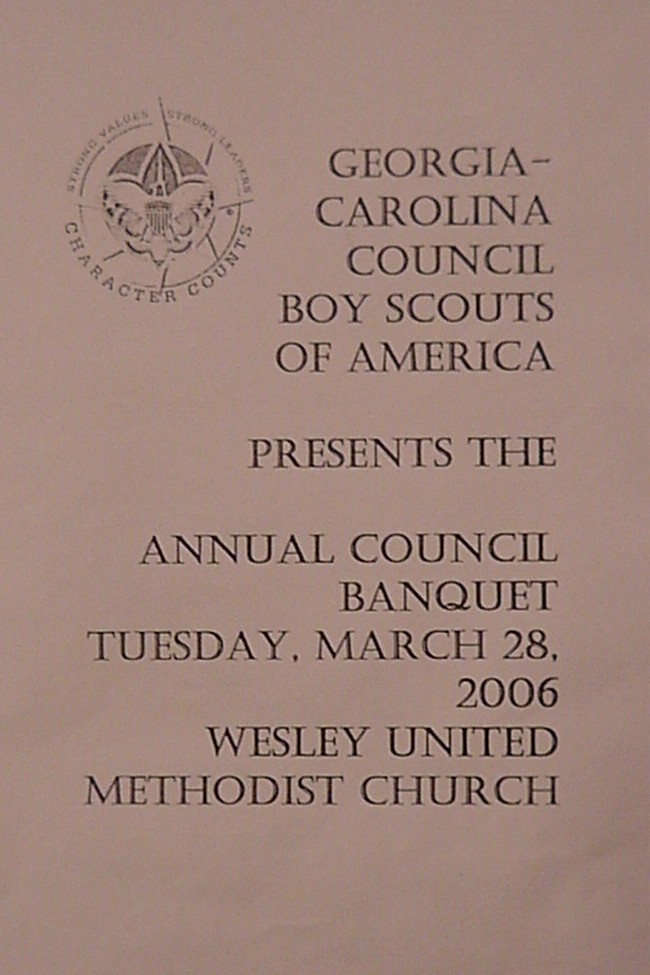 STRONG VALUES STRONG LEADERS
CHARACTER COUNTS
GEORGIA-
CAROLINA
COUNCIL
BOY SCOUTS
OF AMERICA
PRESENTS THE
ANNUAL COUNCIL
BANQUET
TUESDAY, MARCH 28,
2006
WESLEY UNITED
METHODIST CHURCH